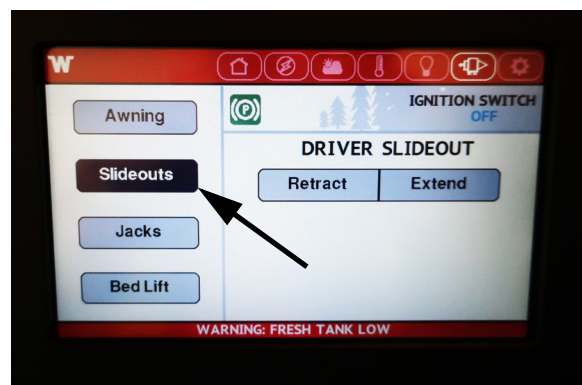 W
P
IGNITION SWITCH
OFF
Awning
Slideouts
Jacks
Bed Lift
DRIVER SLIDEOUT
Retract Extend
WARNING: FRESH TANK LOW